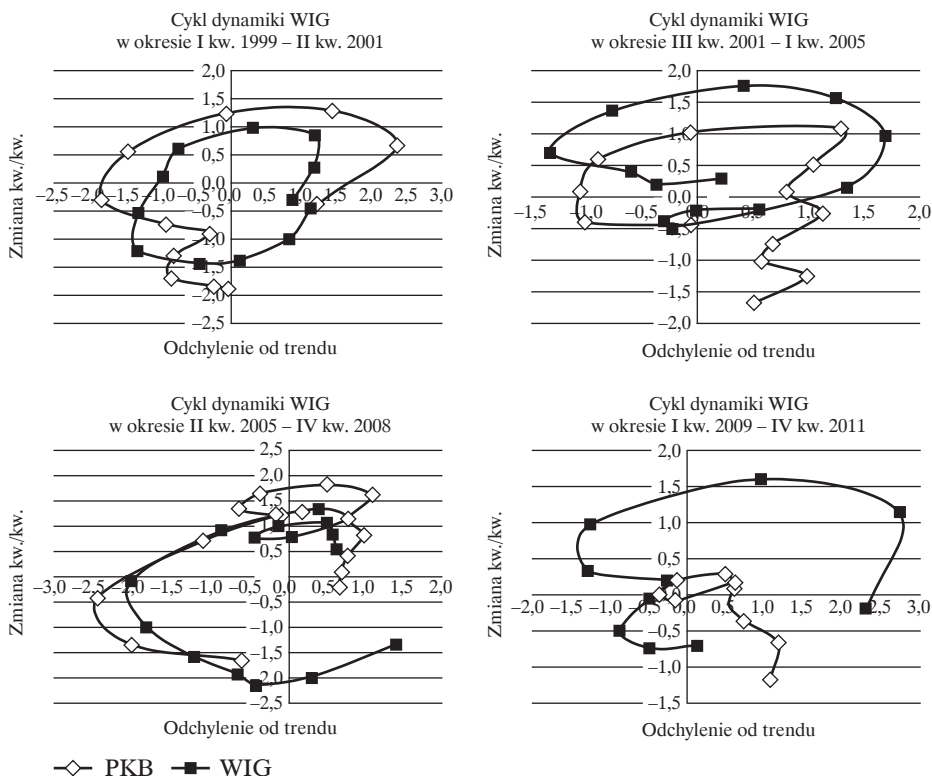 Cykl dynamiki WIG
w okresie I kw. 1999 – II kw. 2001
2,0
1,5
1,0
0,5
0,0
–0,5
–1,0
–1,5
–2,0
–2,5
–2,5 –2,0 –1,5 –1,0 –0,5 0,0 0,5 1,0 1,5 2,0 2,5 3,0
Zmiana kw./kw.
Odchylenie od trendu
Cykl dynamiki WIG
w okresie III kw. 2001 – I kw. 2005
2,0
1,5
1,0
0,5
0,0
–0,5
–1,0
–1,5
–2,0
–1,5 –1,0 –0,5 0,0 0,5 1,0 1,5 2,0
Zmiana kw./kw.
Odchylenie od trendu
Cykl dynamiki WIG
w okresie II kw. 2005 – IV kw. 2008
2,5
2,0
1,5
1,0
0,5
0,0
–0,5
–1,0
–1,5
–2,0
–2,5
–3,0 –2,5 –2,0 –1,5 –1,0 –0,5 0,0 0,5 1,0 1,5 2,0
Zmiana kw./kw.
Odchylenie od trendu
Cykl dynamiki WIG
w okresie I kw. 2009 – IV kw. 2011
2,0
1,5
1,0
0,5
0,0
–0,5
–1,0
–1,5
–2,0 –1,5 –1,0 –0,5 0,0 0,5 1,0 1,5 2,0 2,5 3,0
Zmiana kw./kw.
Odchylenie od trendu
PKB WIG